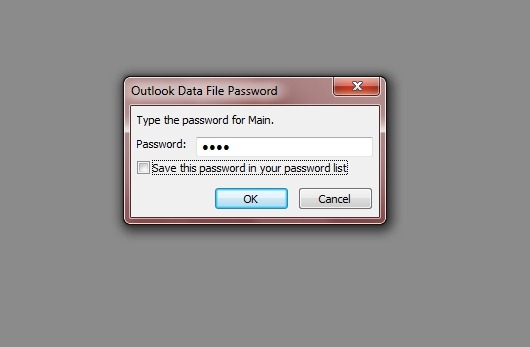 Outlook Data File Password
Type the password for Main.
Password: ••••
Save this password in your password list
OK Cancel